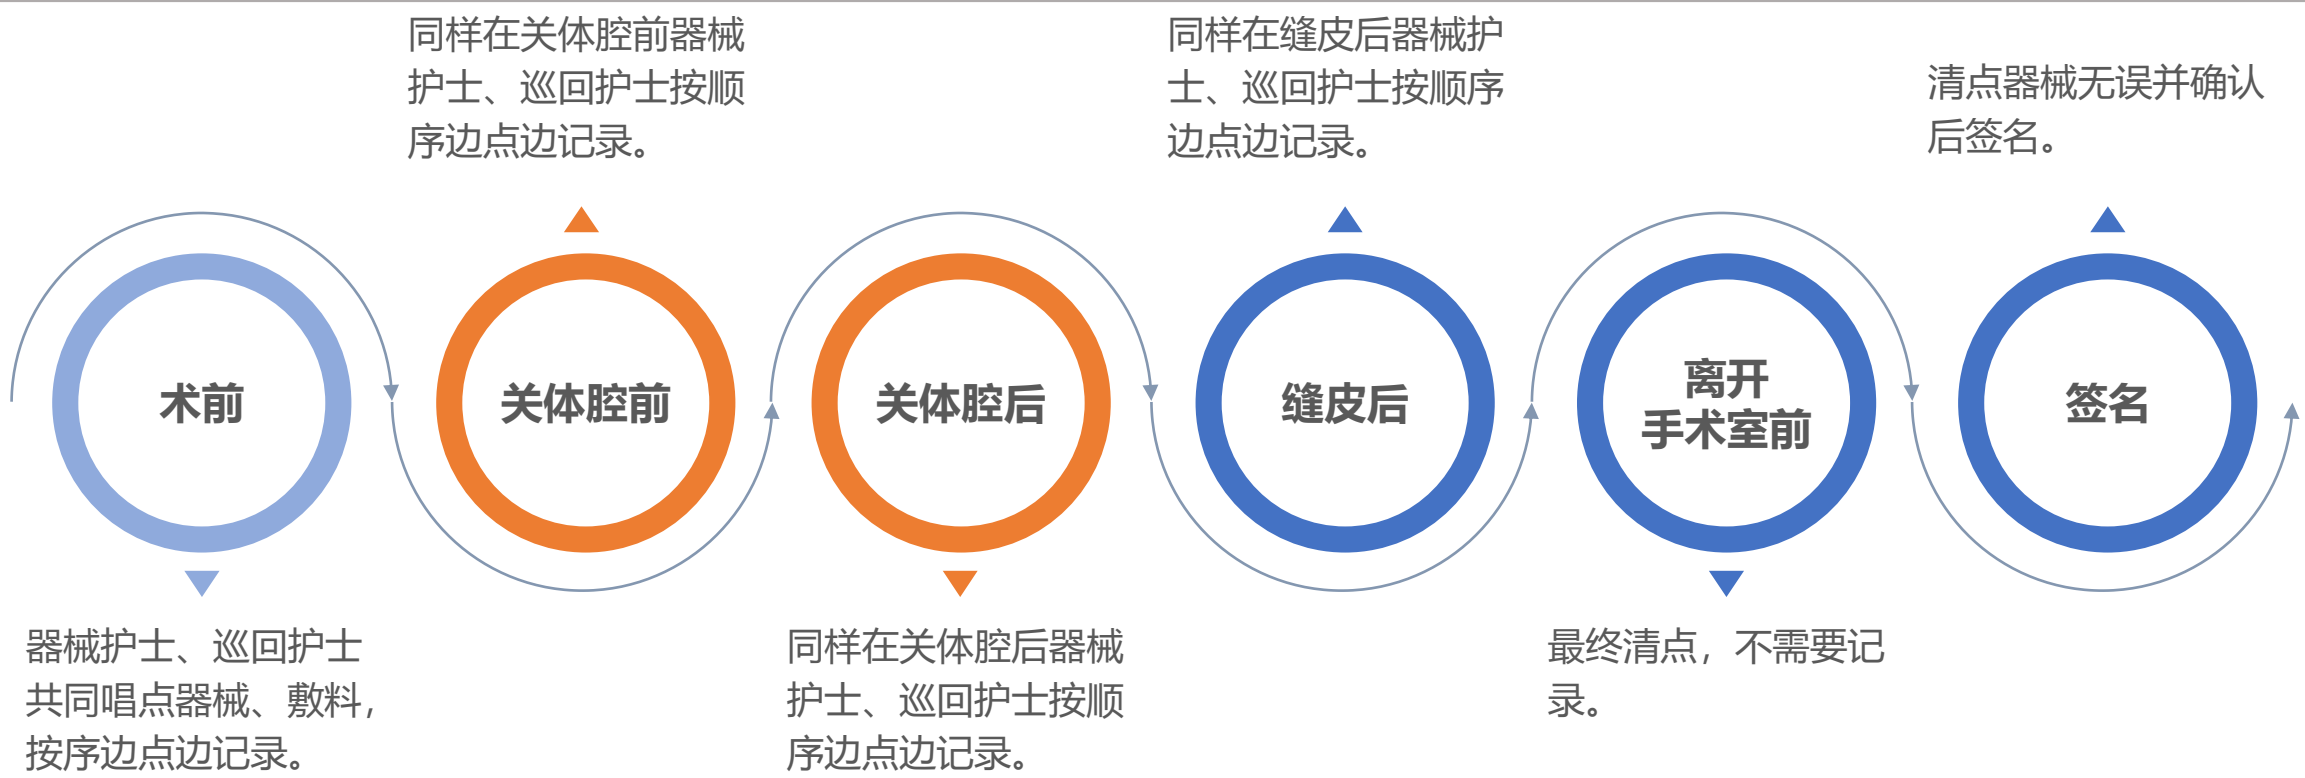 同样在关体腔前器械
护士、巡回护士按顺
序边点边记录。
同样在缝皮后器械护
士、巡回护士按顺序
边点边记录。
清点器械无误并确认
后签名。
术前
关体腔前
关体腔后
缝皮后
离开
手术室前
签名
器械护士、巡回护士
共同唱点器械、敷料,
按序边点边记录。
同样在关体腔后器械
护士、巡回护士按顺
序边点边记录。
最终清点，不需要记
录。